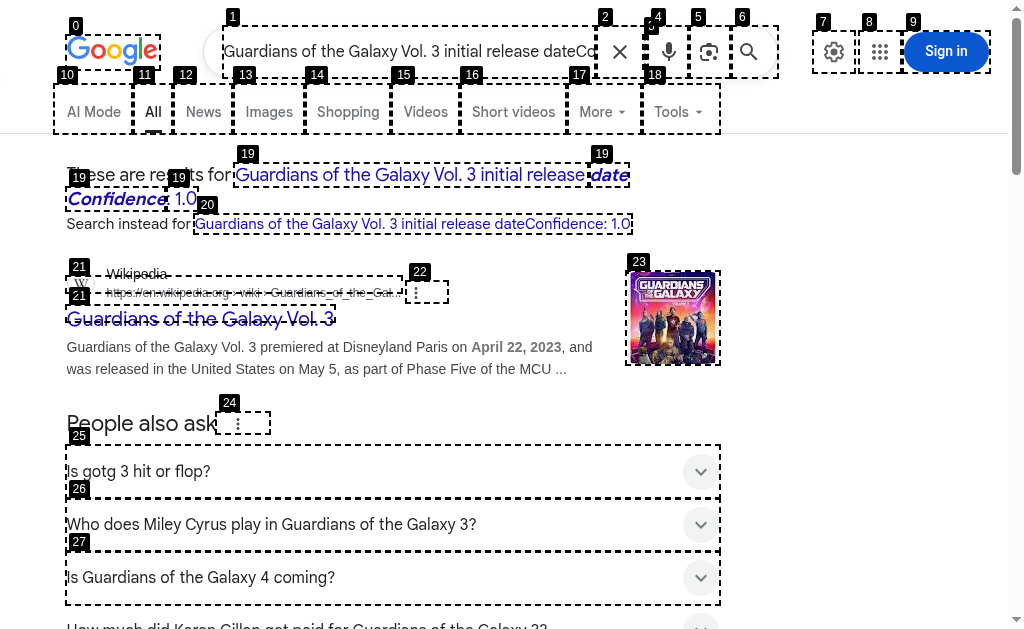 0 1 2 3 4 5 6 7 8 9
Google
Guardians of the Galaxy Vol. 3 initial release dateCo
Sign in
10 11 12 13 14 15 16 17 18
AI Mode All News Images Shopping Videos Short videos More Tools
19 19
These are results for Guardians of the Galaxy Vol. 3 initial release date
19 19
Confidence: 1.0
20
Search instead for Guardians of the Galaxy Vol. 3 initial release dateConfidence: 1.0
21 22 23
Wikipedia
https://en.wikipedia.org › wiki › Guardians_of_the_Gal...
21
Guardians of the Galaxy Vol. 3
GUARDIANS
GALAXY
Guardians of the Galaxy Vol. 3 premiered at Disneyland Paris on April 22, 2023, and
was released in the United States on May 5, as part of Phase Five of the MCU ...
24
People also ask
25
Is gotg 3 hit or flop?
26
Who does Miley Cyrus play in Guardians of the Galaxy 3?
27
Is Guardians of the Galaxy 4 coming?
How much did Karen Gillan get paid for Guardians of the Galaxy 3?